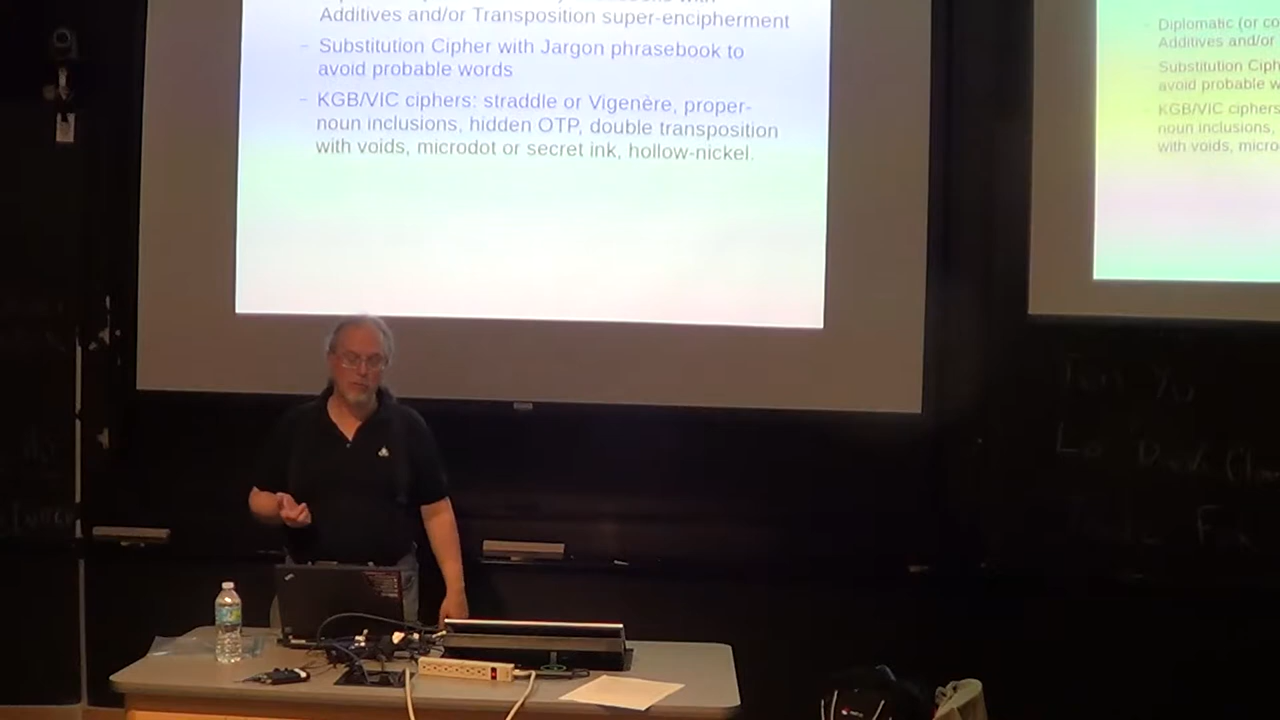 Additives and/or Transposition super-encipherment
– Substitution Cipher with Jargon phrasebook to
avoid probable words
– KGB/VIC ciphers: straddle or Vigenère, proper-
noun inclusions, hidden OTP, double transposition
with voids, microdot or secret ink, hollow-nickel.
– Diplomatic (or co
Additives and/or
Substitution Ciph
avoid probable w
KGB/VIC ciphers
noun inclusions,
with voids, micro